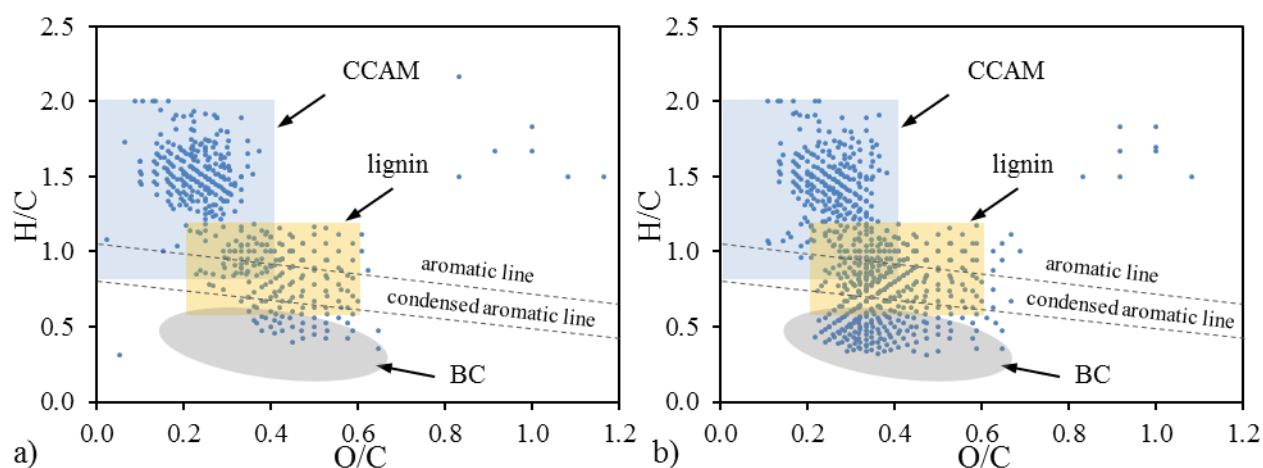 2.5
2.0
1.5
1.0
0.5
0.0
H/C
CCAM
lignin
aromatic line
condensed aromatic line
BC
0.0 0.2 0.4 0.6 0.8 1.0 1.2
a)
O/C
2.5
2.0
1.5
1.0
0.5
0.0
H/C
CCAM
lignin
aromatic line
condensed aromatic line
BC
0.0 0.2 0.4 0.6 0.8 1.0 1.2
b)
O/C